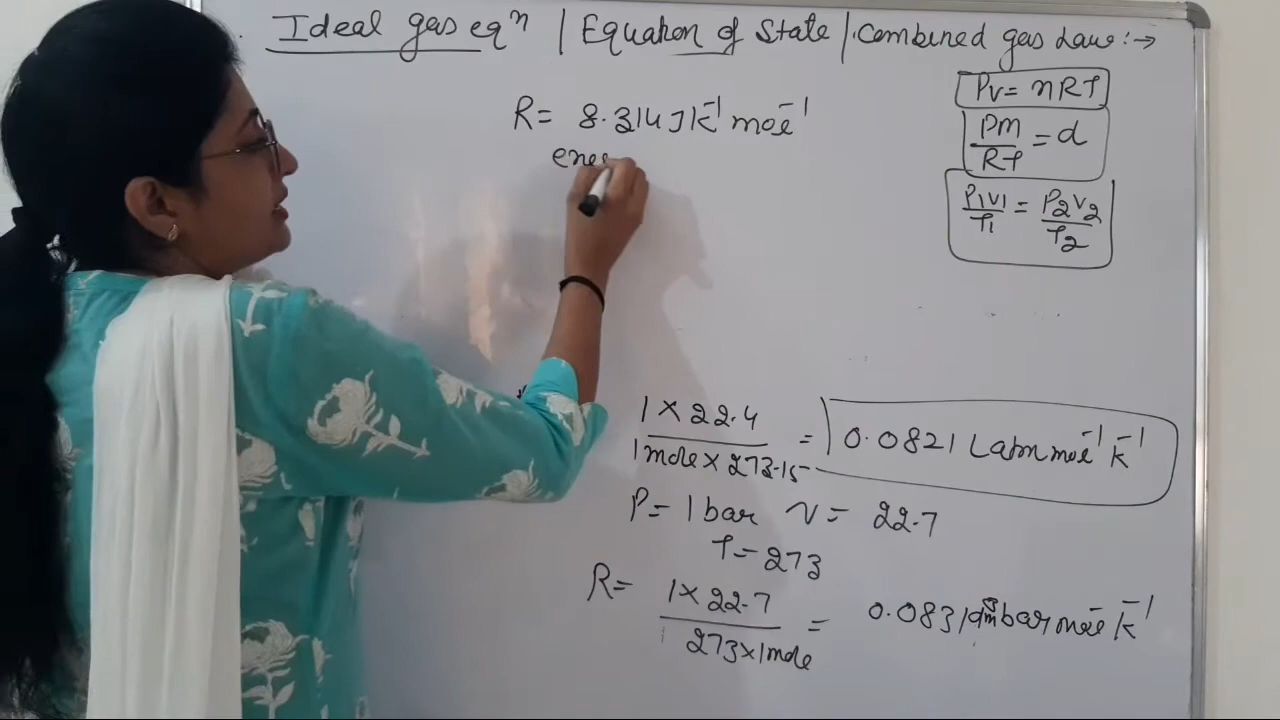 Ideal gas eqⁿ | Equation of State | Combined gas Law:→
PV = nRT
PM/RT = d
P₁V₁/T₁ = P₂V₂/T₂
R = 8.314 J K⁻¹ mol⁻¹
ener
1 × 22.4 / 1 mole × 273.15 = 0.0821 L atm mol⁻¹ K⁻¹
P = 1 bar V = 22.7
T = 273
R = 1 × 22.7 / 273 × 1 mole = 0.0831 dm³ bar mol⁻ K⁻¹